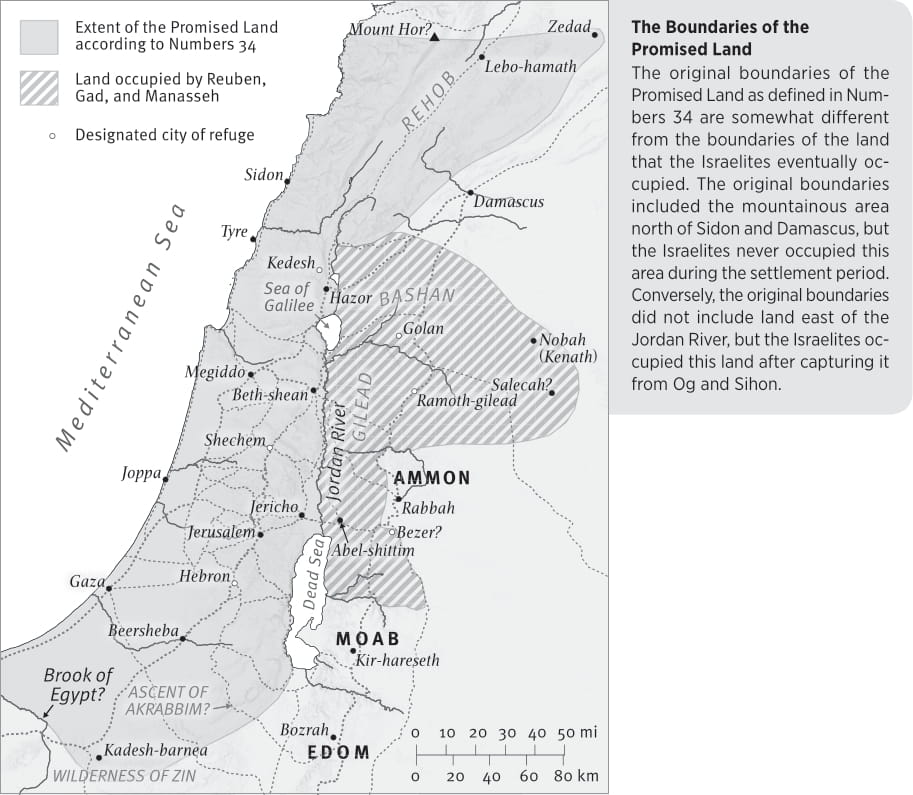 Extent of the Promised Land
according to Numbers 34
Land occupied by Reuben,
Gad, and Manasseh
Designated city of refuge
Mount Hor?
Zedad
Lebo-hamath
REHOB
Sidon
Damascus
Mediterranean Sea
Tyre
Kedesh
Sea of
Galilee
Hazor
BASHAN
Golan
Nobah
(Kenath)
Megiddo
Beth-shean
Salecah?
Ramoth-gilead
GILEAD
Jordan River
Shechem
Joppa
AMMON
Rabbah
Jericho
Jerusalem
Bezer?
Abel-shittim
Gaza
Hebron
Dead Sea
Beersheba
MOAB
Kir-hareseth
Brook of
Egypt?
ASCENT OF
AKRABBIM?
Bozrah
EDOM
Kadesh-barnea
WILDERNESS OF ZIN
0 10 20 30 40 50 mi
0 20 40 60 80 km
The Boundaries of the
Promised Land
The original boundaries of the
Promised Land as defined in Num-
bers 34 are somewhat different
from the boundaries of the land
that the Israelites eventually oc-
cupied. The original boundaries
included the mountainous area
north of Sidon and Damascus, but
the Israelites never occupied this
area during the settlement period.
Conversely, the original boundaries
did not include land east of the
Jordan River, but the Israelites oc-
cupied this land after capturing it
from Og and Sihon.